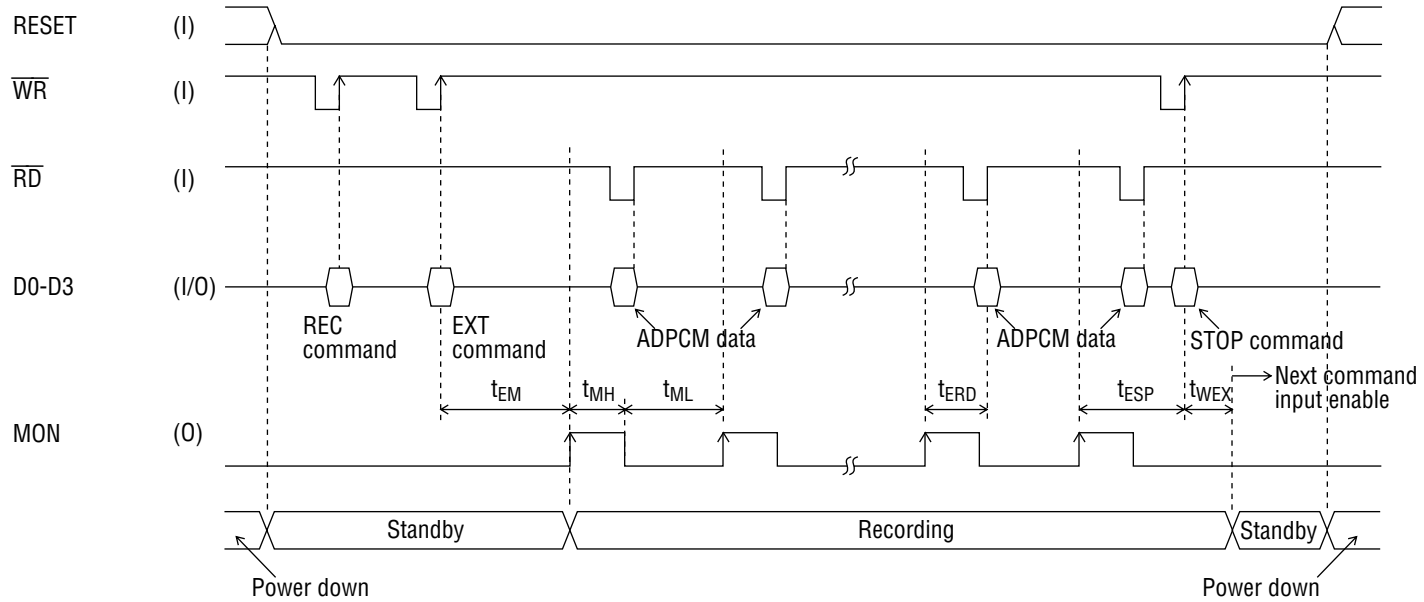 RESET (I)
WR (I)
RD (I)
D0-D3 (I/O)
REC command
EXT command
ADPCM data
ADPCM data
STOP command
tEM tMH tML tERD tESP tWEX
Next command input enable
MON (O)
Standby Recording Standby
Power down Power down